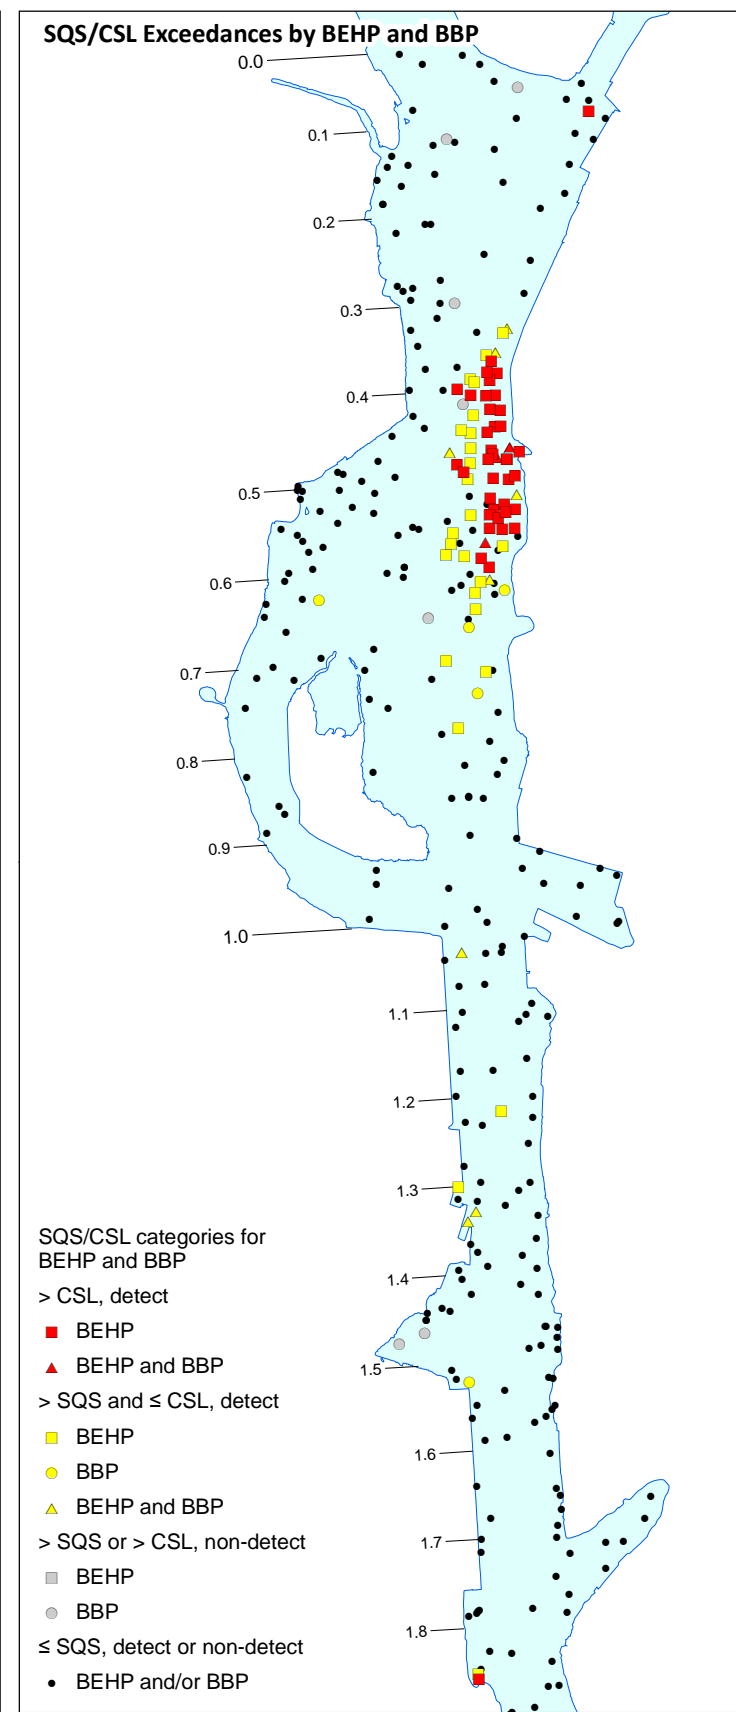 SQS/CSL Exceedances by BEHP and BBP
0.0
0.1
0.2
0.3
0.4
0.5
0.6
0.7
0.8
0.9
1.0
1.1
1.2
1.3
1.4
1.5
1.6
1.7
1.8
SQS/CSL categories for
BEHP and BBP
> CSL, detect
BEHP
BEHP and BBP
> SQS and ≤ CSL, detect
BEHP
BBP
BEHP and BBP
> SQS or > CSL, non-detect
BEHP
BBP
≤ SQS, detect or non-detect
BEHP and/or BBP